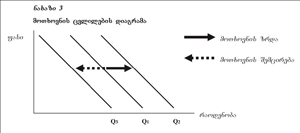 ნახაზი 3
მოთხოვნის ცვლილების დიაგრამა
ფასი
მოთხოვნის ზრდა
მოთხოვნის შემცირება
რაოდენობა
Q₃ Q₁ Q₂